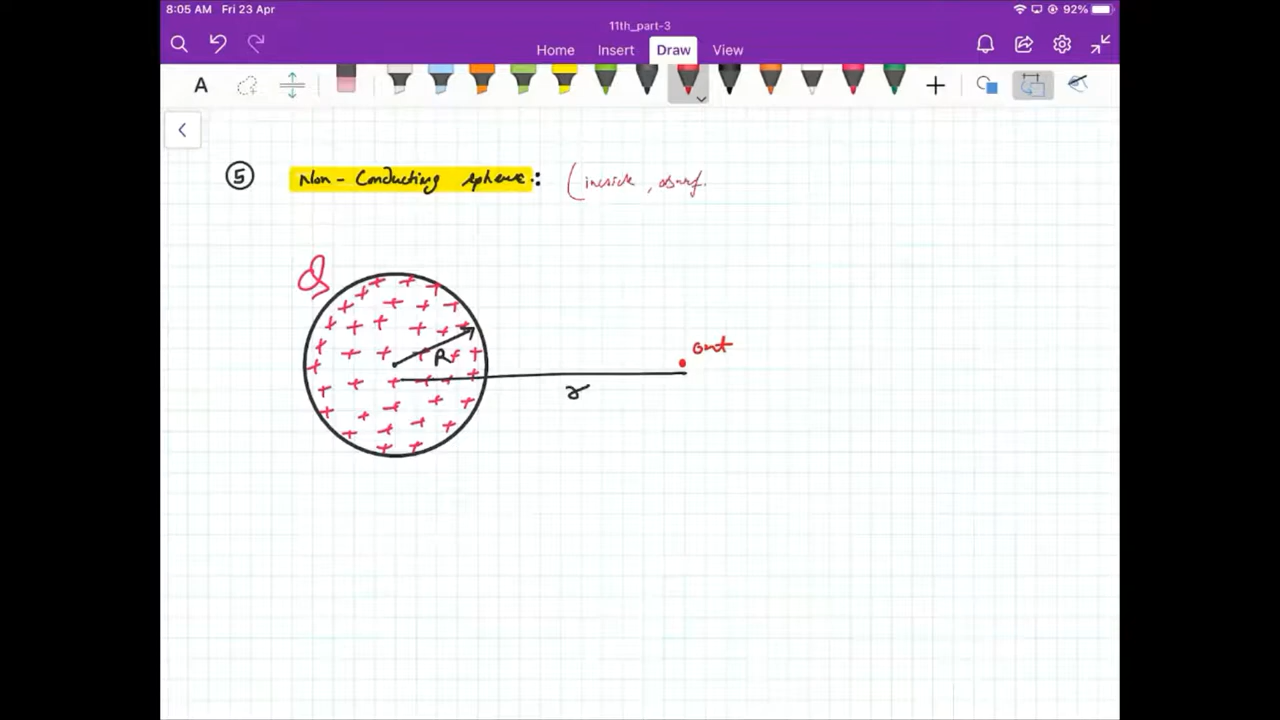 8:05 AM Fri 23 Apr
92%
11th_part-3
Home Insert Draw View
A
5 Non-Conducting sphere: (inside, surf.
Q
R
out
r